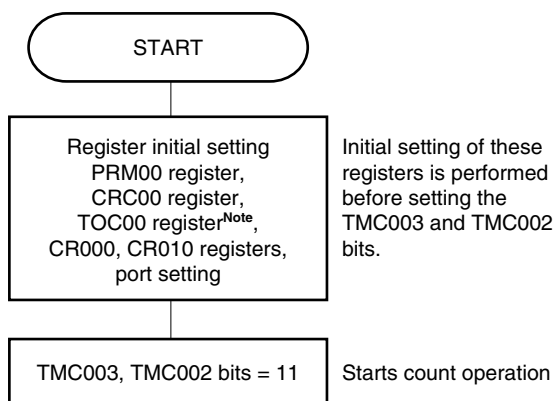 START
Register initial setting
PRM00 register,
CRC00 register,
TOC00 registerNote,
CR000, CR010 registers,
port setting
Initial setting of these
registers is performed
before setting the
TMC003 and TMC002
bits.
TMC003, TMC002 bits = 11
Starts count operation